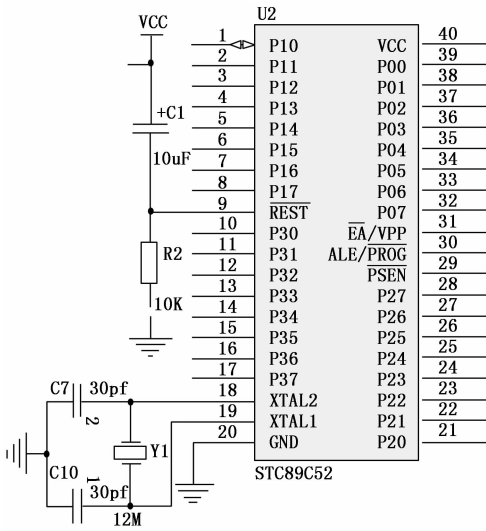 U2
VCC
1 P10 VCC 40
2 P11 P00 39
3 P12 P01 38
4 P13 P02 37
5 P14 P03 36
6 P15 P04 35
7 P16 P05 34
8 P17 P06 33
9 REST P07 32
10 P30 EA/VPP 31
11 P31 ALE/PROG 30
12 P32 PSEN 29
13 P33 P27 28
14 P34 P26 27
15 P35 P25 26
16 P36 P24 25
17 P37 P23 24
18 XTAL2 P22 23
19 XTAL1 P21 22
20 GND P20 21
STC89C52
+C1
10uF
R2
10K
C7 30pf
2
Y1
C10 1
30pf
12M